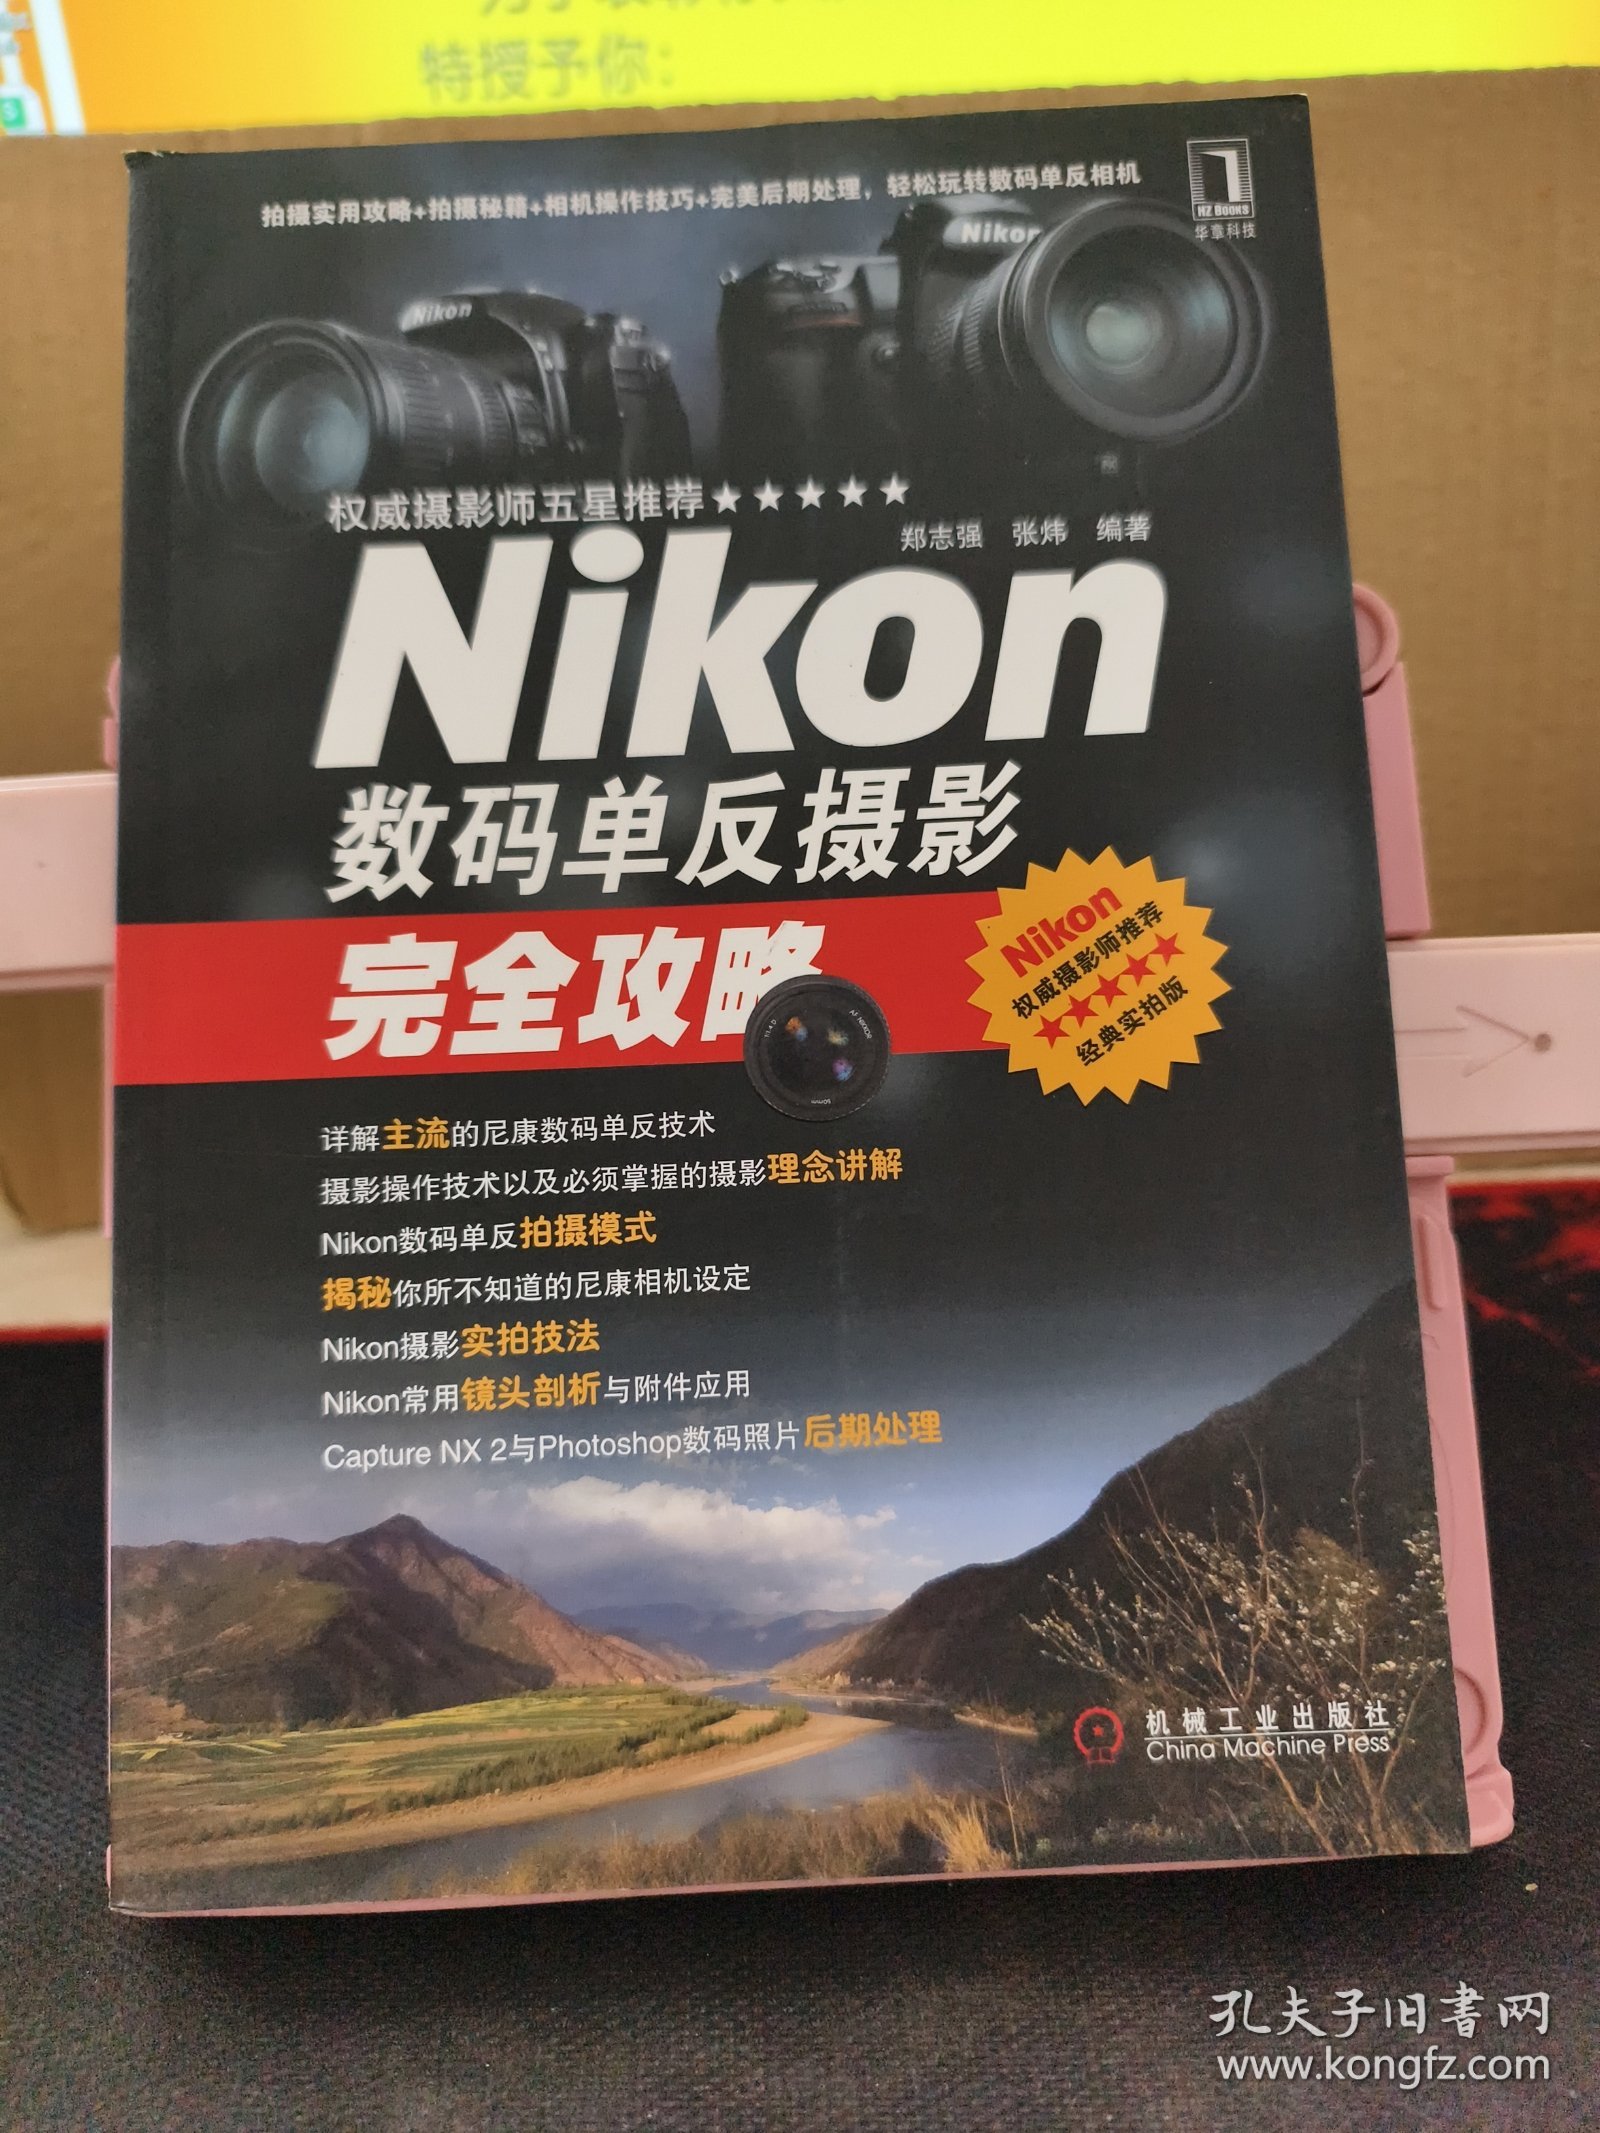 特授予你：
拍摄实用攻略+拍摄秘籍+相机操作技巧+完美后期处理，轻松玩转数码单反相机
HZ BOOKS
华章科技
Nikon
Nikon
权威摄影师五星推荐★★★★★
郑志强 张炜 编著
Nikon
数码单反摄影
完全攻略
Nikon
权威摄影师推荐
★★★★★
经典实拍版
AF NIKKOR
50mm
详解主流的尼康数码单反技术
摄影操作技术以及必须掌握的摄影理念讲解
Nikon数码单反拍摄模式
揭秘你所不知道的尼康相机设定
Nikon摄影实拍技法
Nikon常用镜头剖析与附件应用
Capture NX 2与Photoshop数码照片后期处理
机械工业出版社
China Machine Press
孔夫子旧书网
www.kongfz.com